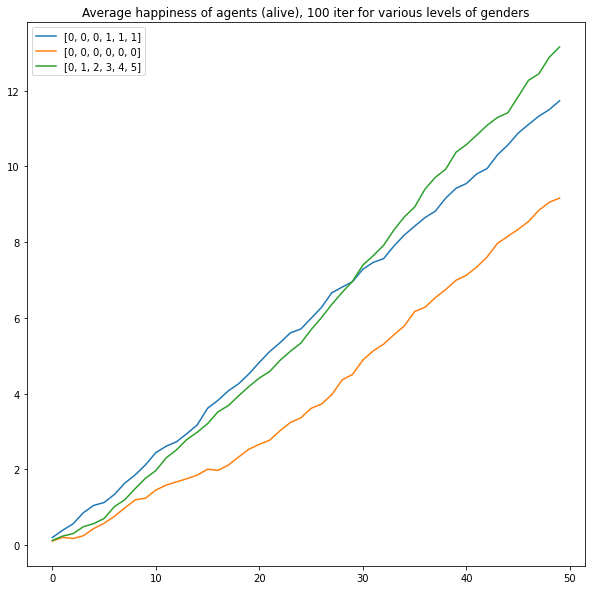 Average happiness of agents (alive), 100 iter for various levels of genders
[0, 0, 0, 1, 1, 1]
[0, 0, 0, 0, 0, 0]
[0, 1, 2, 3, 4, 5]
12
10
8
6
4
2
0
0 10 20 30 40 50